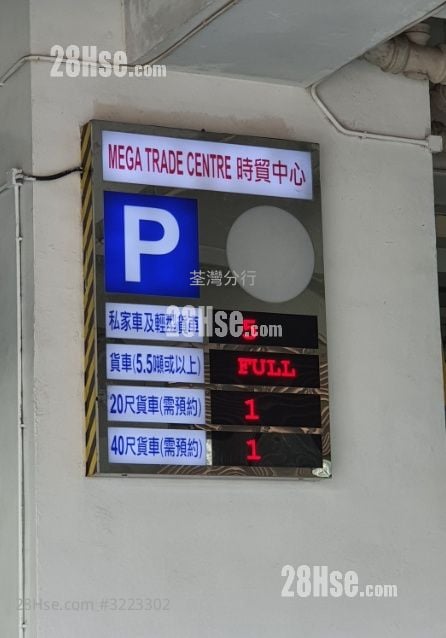 28Hse.com
MEGA TRADE CENTRE 時貿中心
P
荃灣分行
私家車及輕型貨車 5
28Hse.com
貨車(5.5噸或以上) FULL
20尺貨車(需預約) 1
40尺貨車(需預約) 1
28Hse.com
28Hse.com #3223302